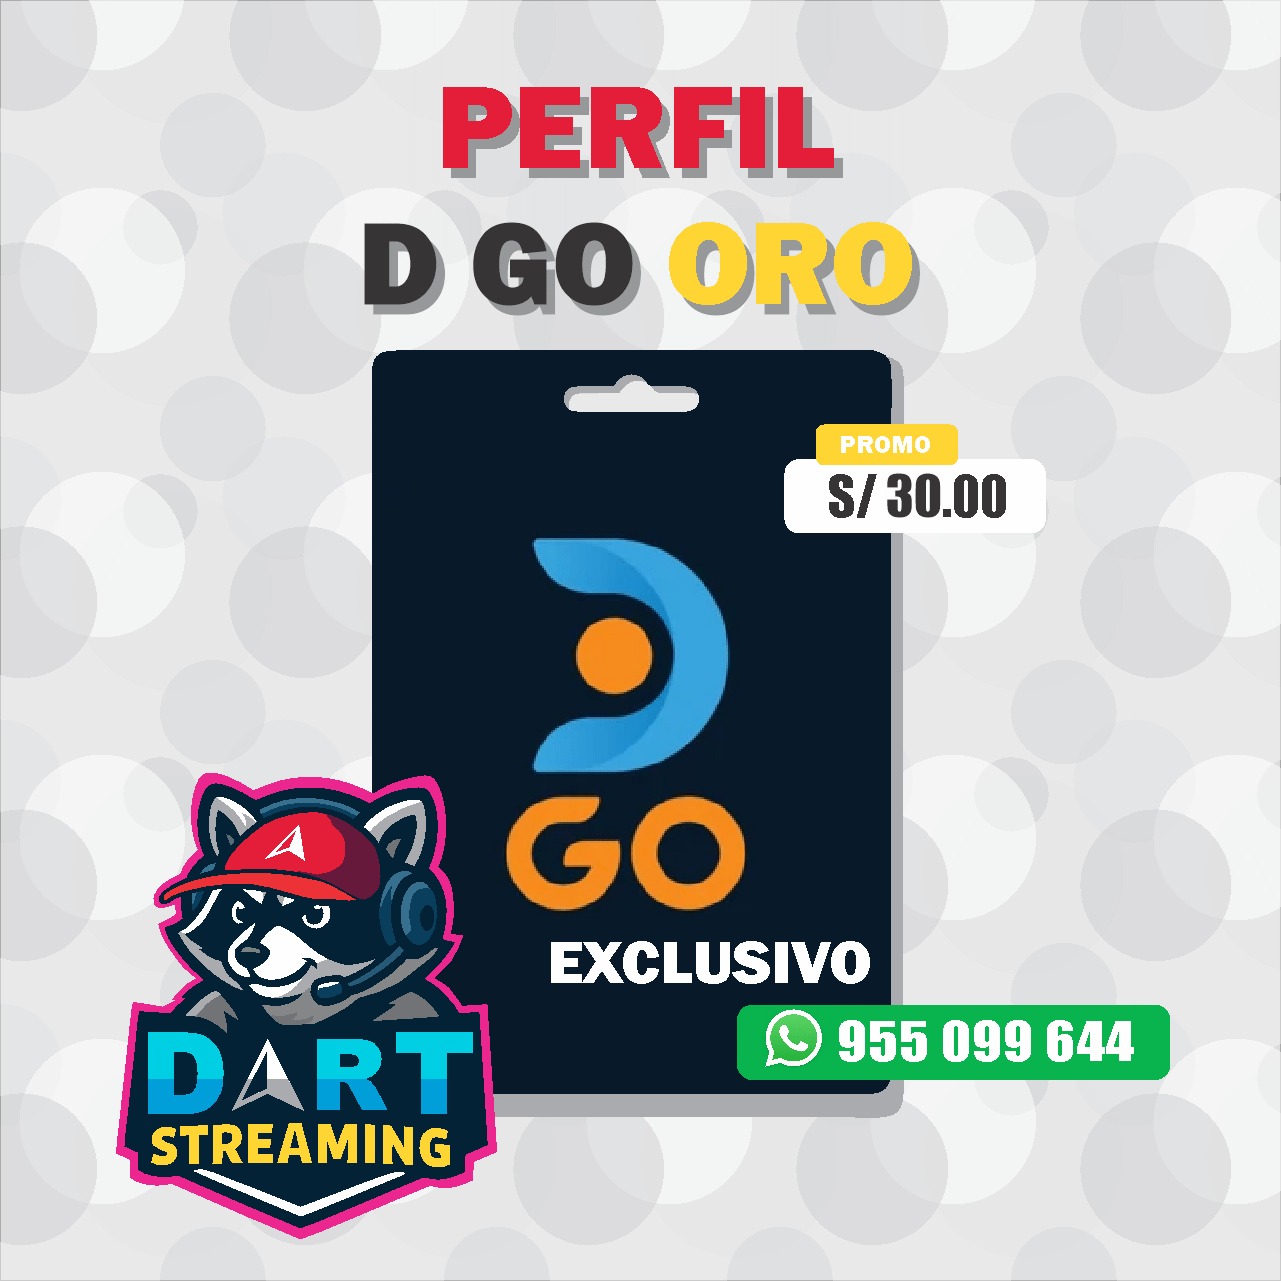 PERFIL
D GO ORO
PROMO
S/ 30.00
D
GO
EXCLUSIVO
955 099 644
DART
STREAMING